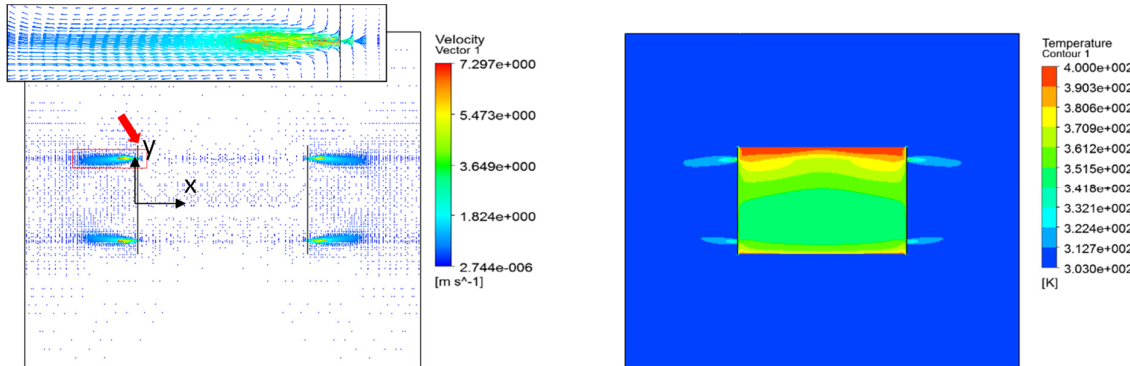 Velocity
Vector 1
7.297e+000
5.473e+000
3.649e+000
1.824e+000
2.744e-006
[m s^-1]
y
x
Temperature
Contour 1
4.000e+002
3.903e+002
3.806e+002
3.709e+002
3.612e+002
3.515e+002
3.418e+002
3.321e+002
3.224e+002
3.127e+002
3.030e+002
[K]